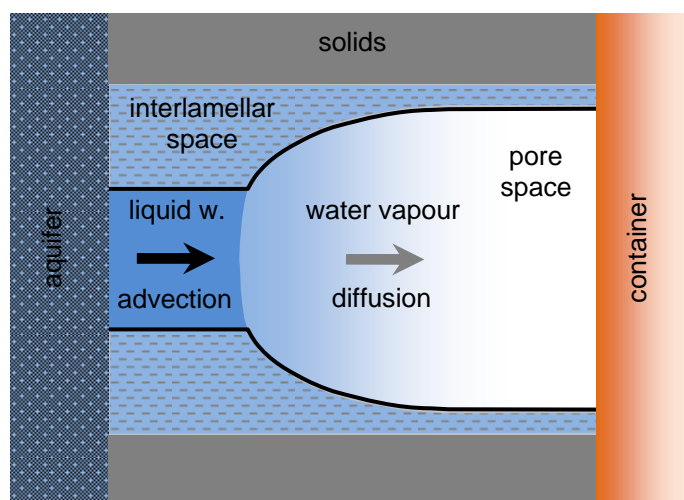 solids
interlamellar
space
pore
space
liquid w.
water vapour
advection
diffusion
aquifer
container